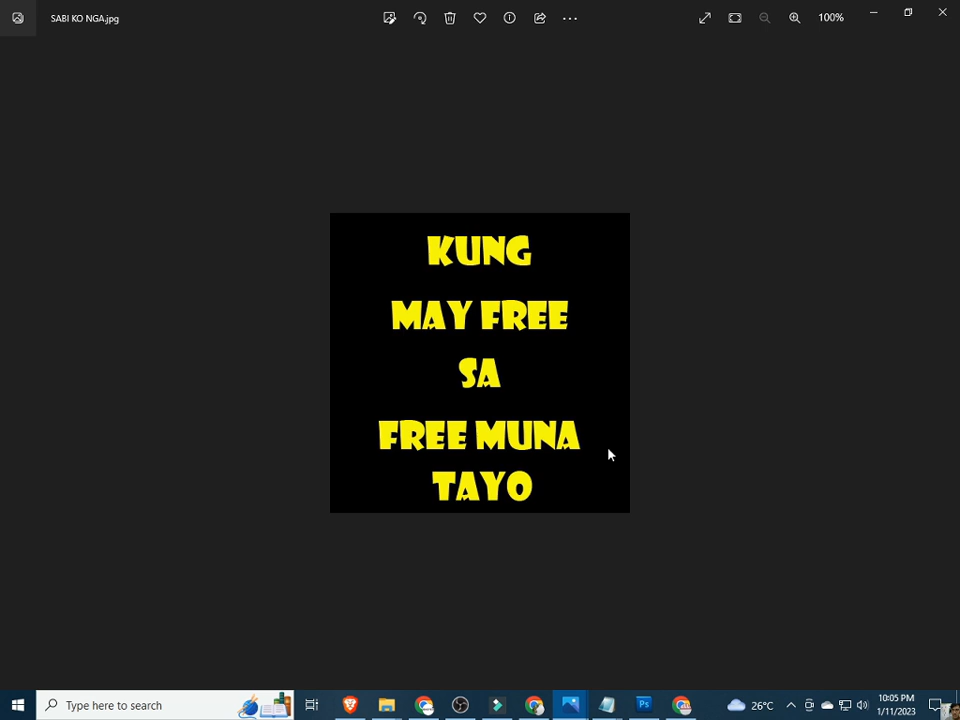 SABI KO NGA.jpg
100%
KUNG
MAY FREE
SA
FREE MUNA
TAYO
Type here to search
26°C
10:05 PM
1/11/2023